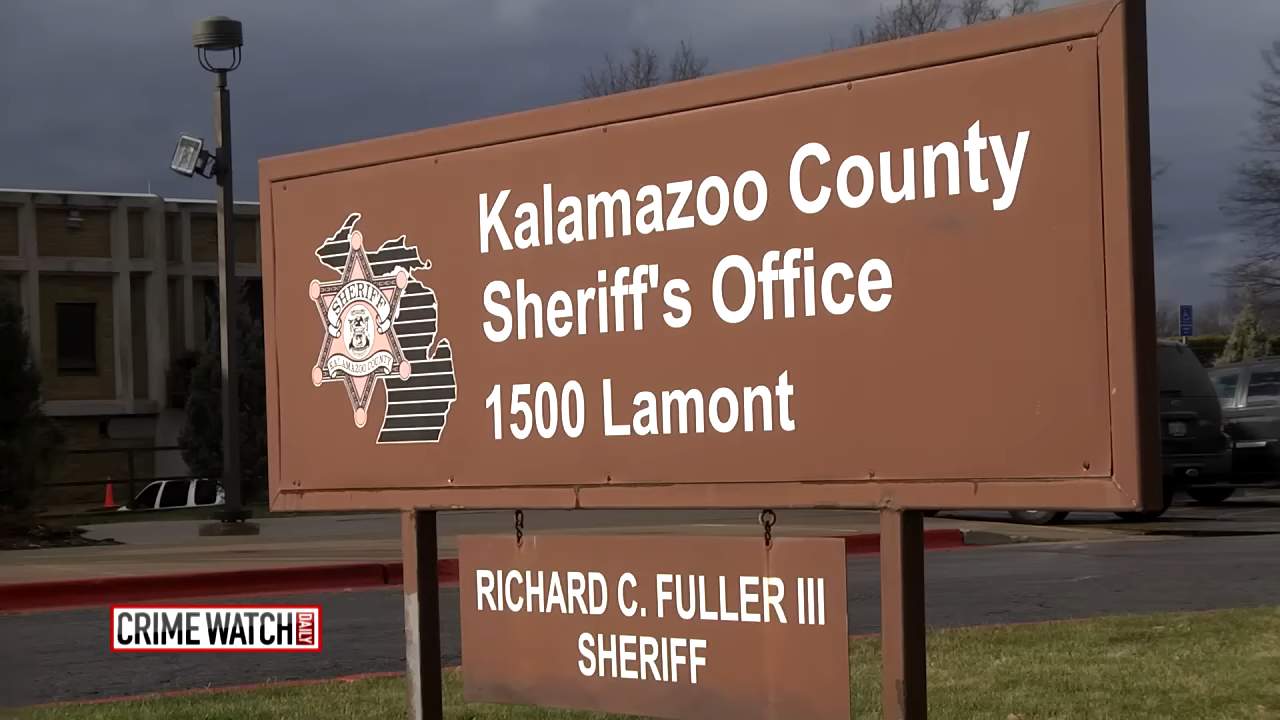 Kalamazoo County
Sheriff's Office
1500 Lamont
SHERIFF
KALAMAZOO COUNTY
RICHARD C. FULLER III
SHERIFF
CRIME WATCH DAILY